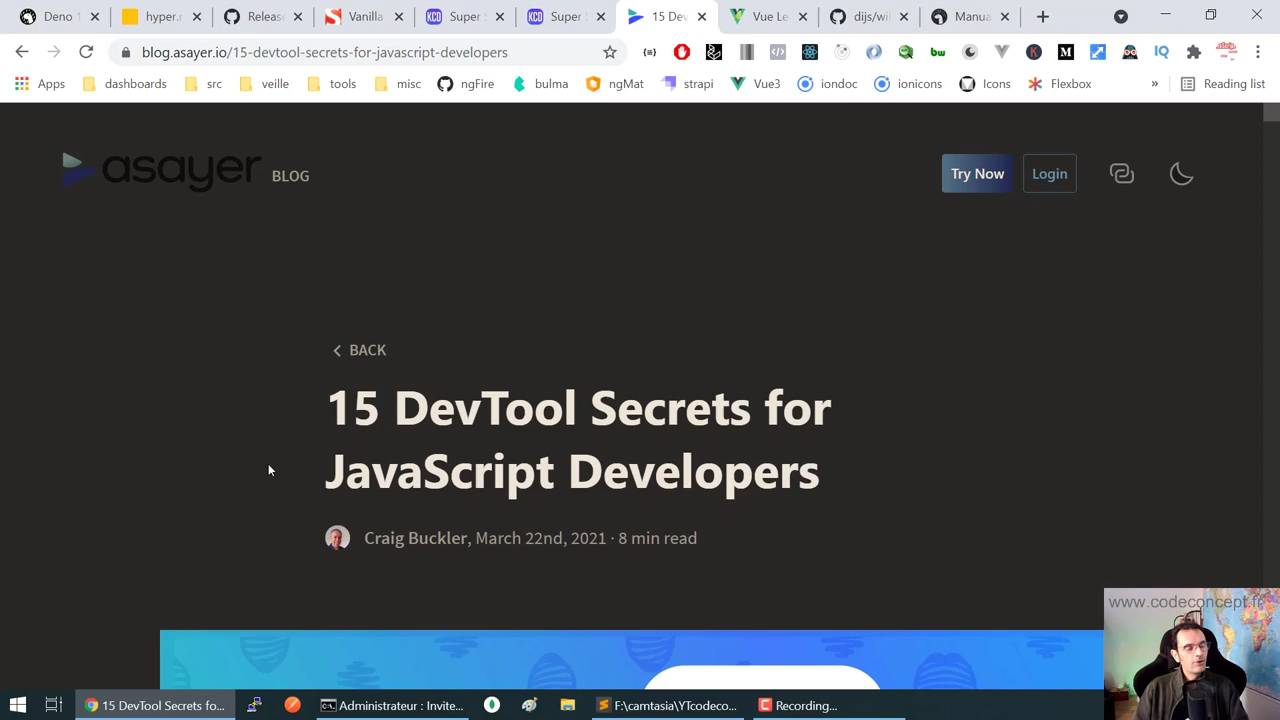 Deno 1
hyper.r
Release
Vanilla
Super S
Super S
15 Dev
Vue Le
dijs/wi
Manua
blog.asayer.io/15-devtool-secrets-for-javascript-developers
Apps
dashboards
src
veille
tools
misc
ngFire
bulma
ngMat
strapi
Vue3
iondoc
ionicons
Icons
Flexbox
»
Reading list
asayer BLOG
Try Now
Login
BACK
15 DevTool Secrets for
JavaScript Developers
Craig Buckler, March 22nd, 2021 · 8 min read
www.codeconcept.fr
15 DevTool Secrets fo...
Administrateur : Invite...
F:\camtasia\YTcodeco...
Recording...